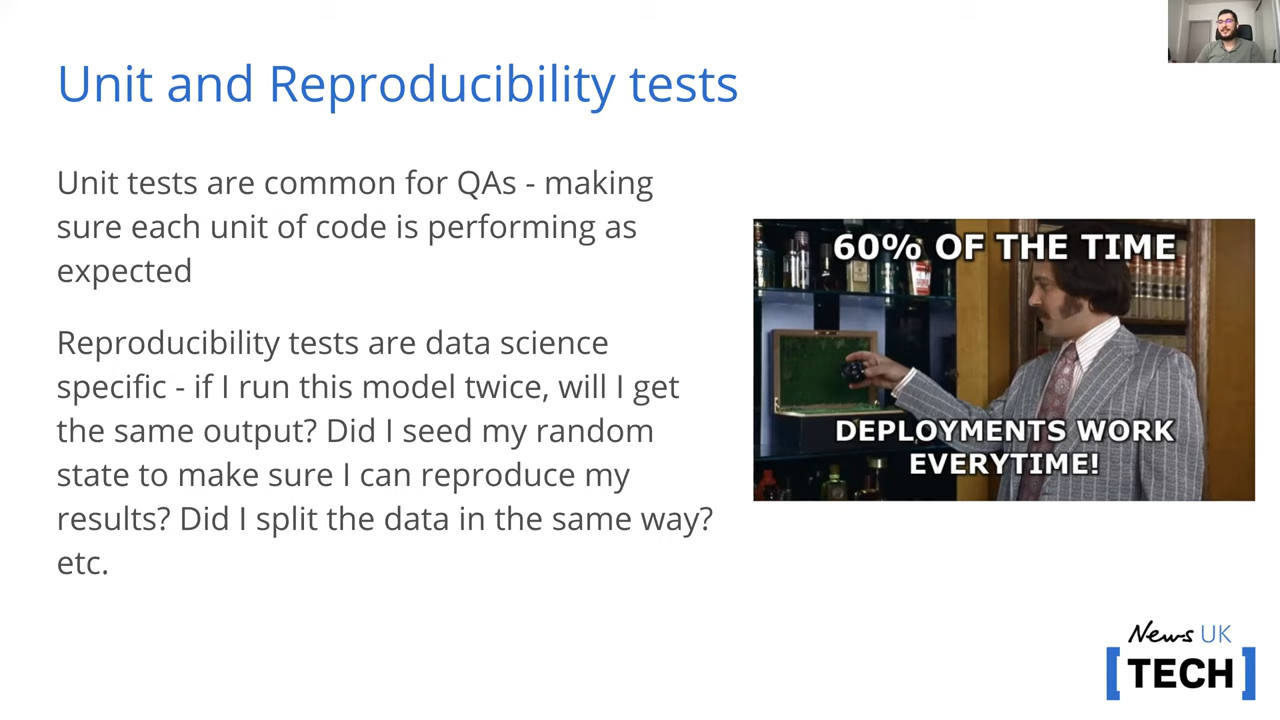 Unit and Reproducibility tests
Unit tests are common for QAs - making
sure each unit of code is performing as
expected
Reproducibility tests are data science
specific - if I run this model twice, will I get
the same output? Did I seed my random
state to make sure I can reproduce my
results? Did I split the data in the same way?
etc.
60% OF THE TIME
DEPLOYMENTS WORK
EVERYTIME!
News UK
[TECH]